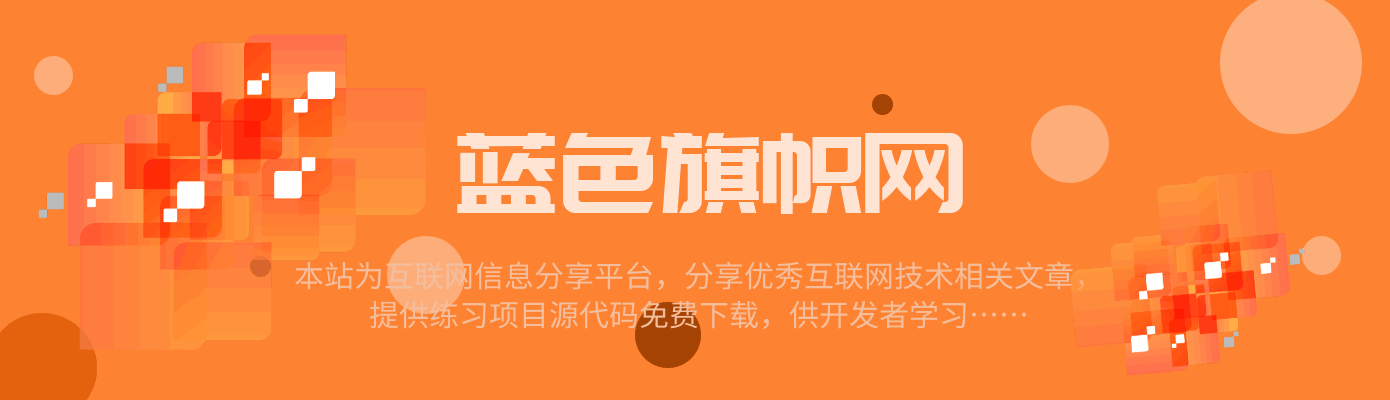 蓝色旗帜网
本站为互联网信息分享平台，分享优秀互联网技术相关文章，
提供练习项目源代码免费下载，供开发者学习……